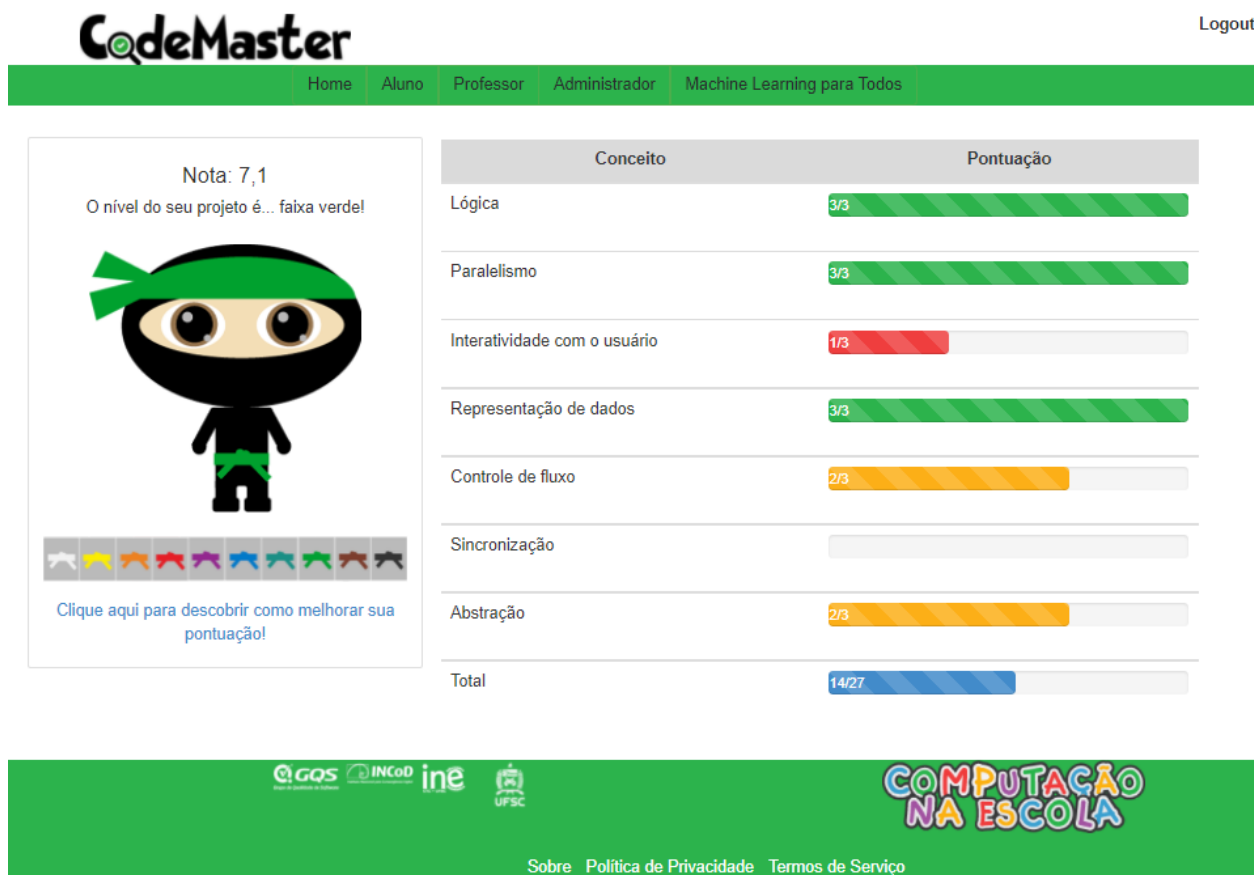 CodeMaster
Logout
Home Aluno Professor Administrador Machine Learning para Todos
Nota: 7,1
O nível do seu projeto é... faixa verde!
Clique aqui para descobrir como melhorar sua
pontuação!
Conceito Pontuação
Lógica 3/3
Paralelismo 3/3
Interatividade com o usuário 1/3
Representação de dados 3/3
Controle de fluxo 2/3
Sincronização
Abstração 2/3
Total 14/27
GQS INCoD ine UFSC
COMPUTAÇÃO
NA ESCOLA
Sobre Política de Privacidade Termos de Serviço